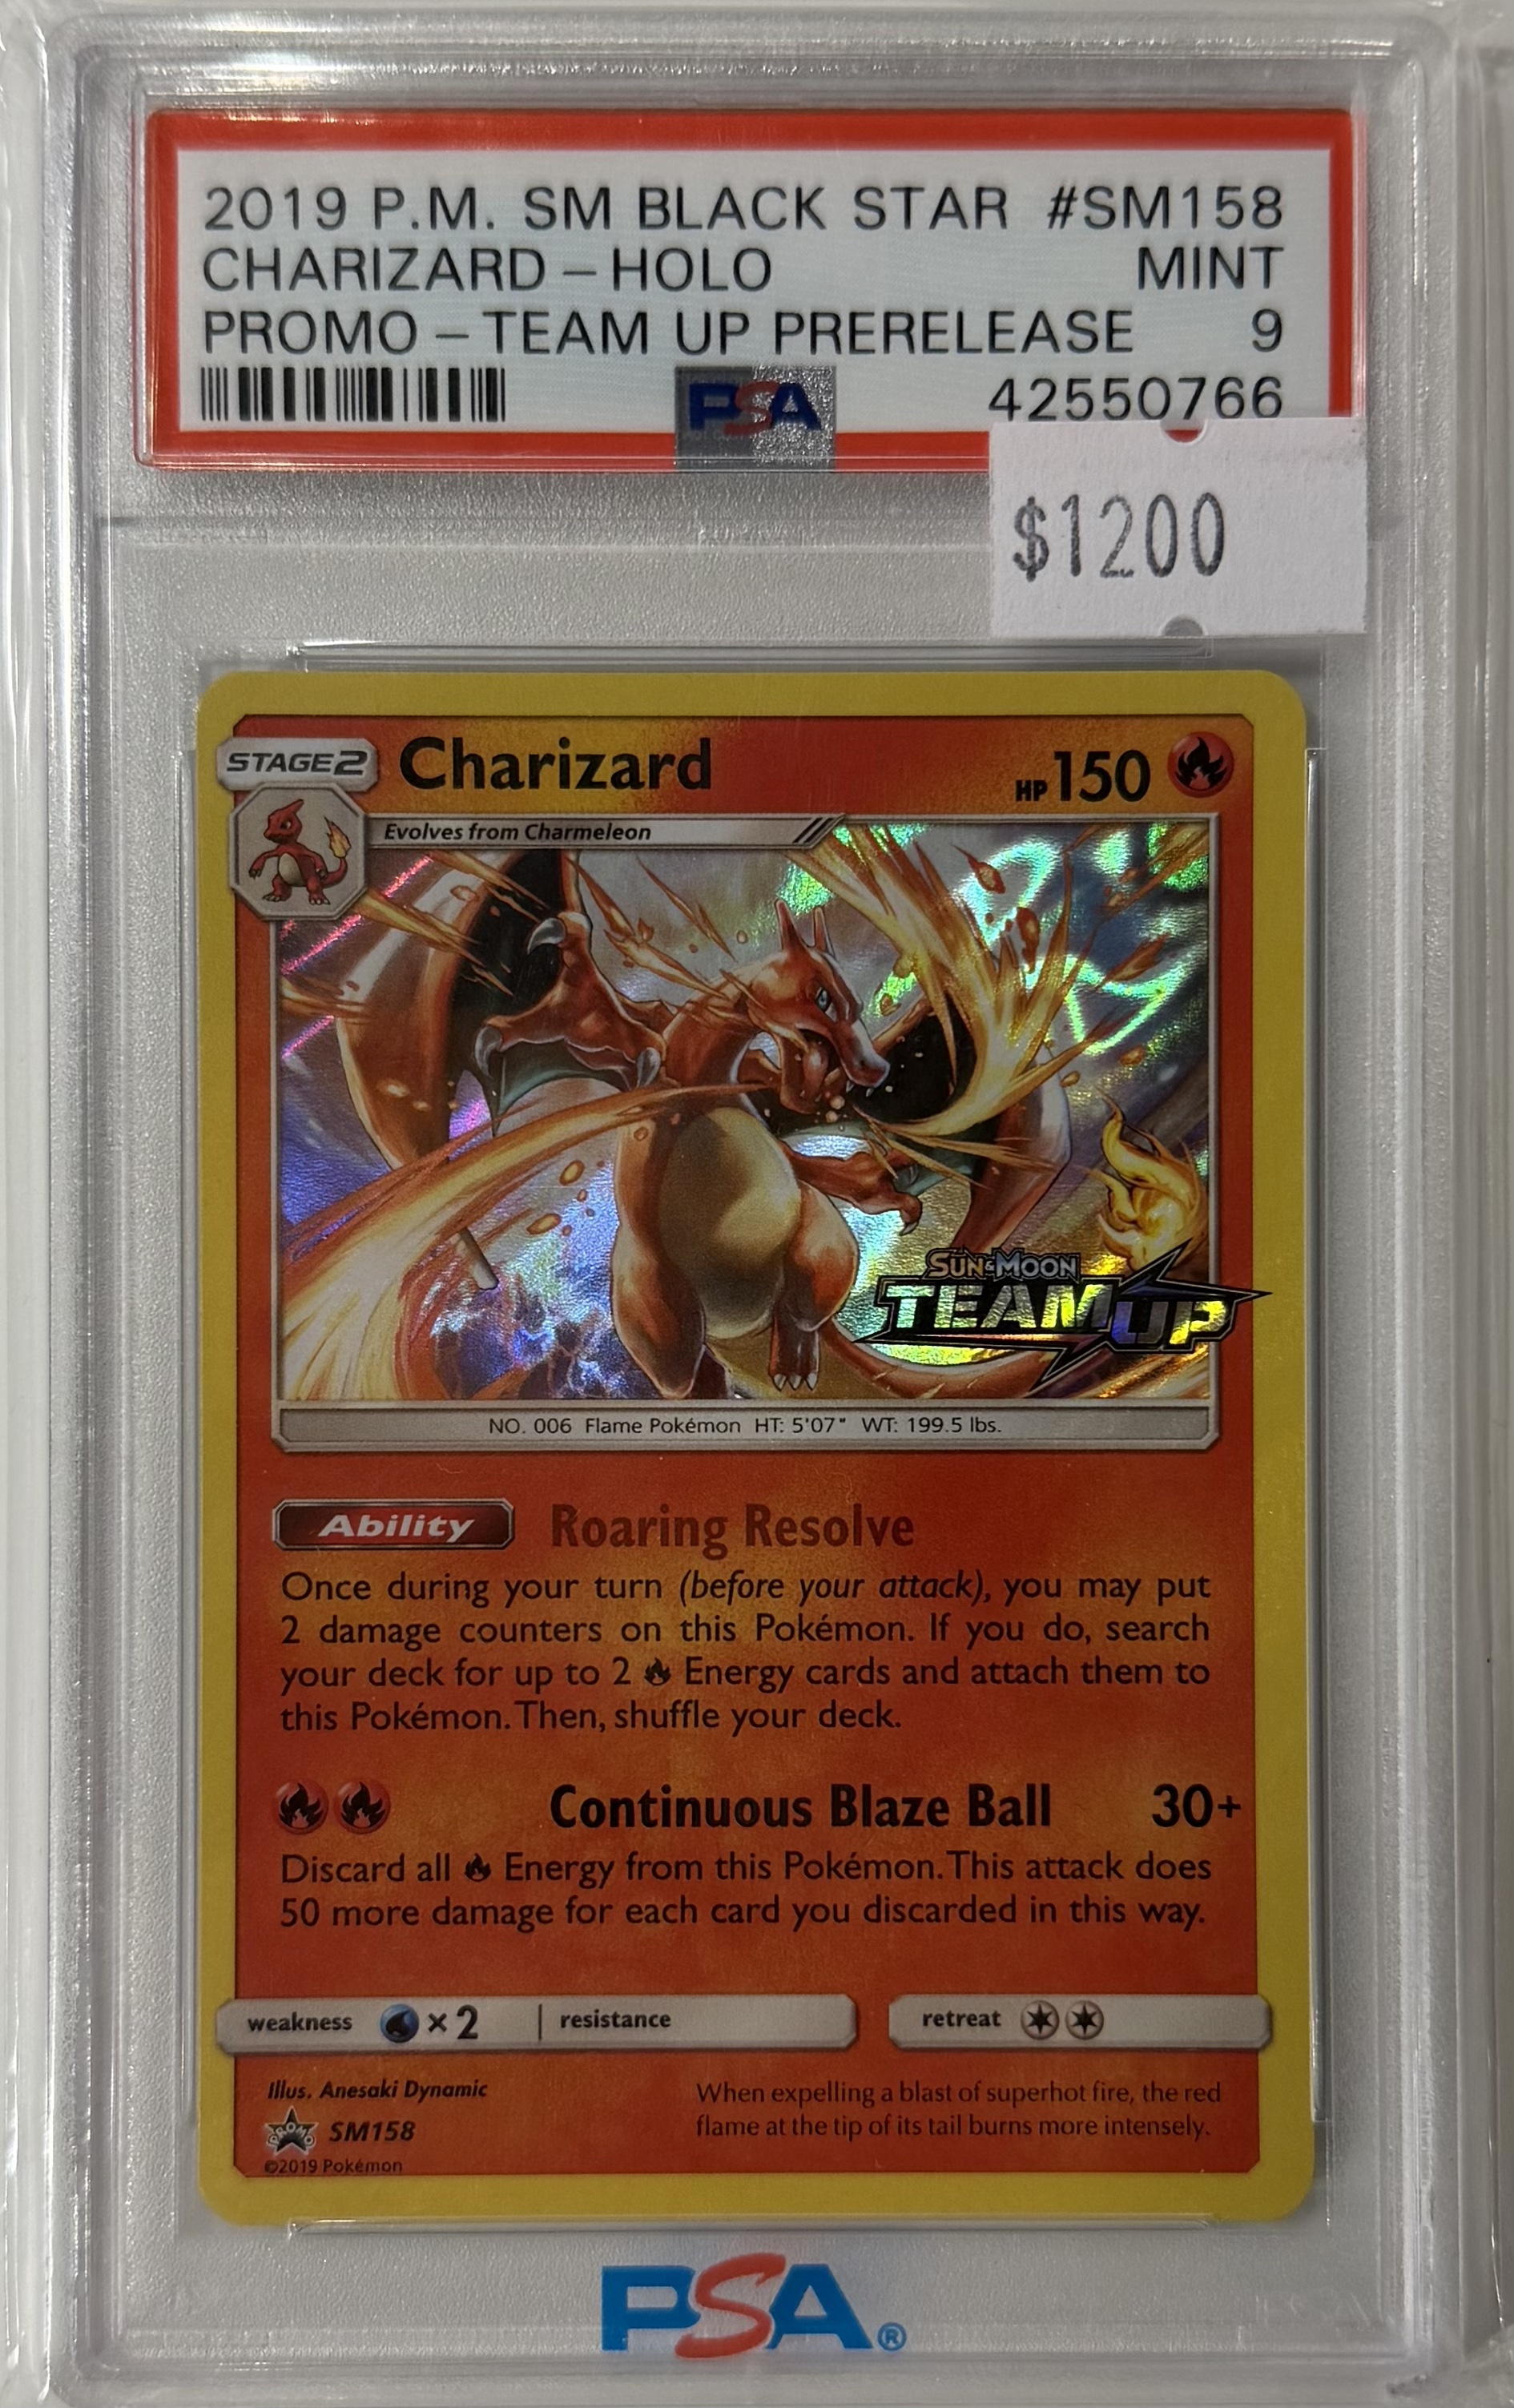 2019 P.M. SM BLACK STAR #SM158
CHARIZARD – HOLO MINT
PROMO – TEAM UP PRERELEASE 9
PSA 42550766
$1200
STAGE2 Charizard HP150
Evolves from Charmeleon
SUN&MOON
TEAM UP
NO. 006 Flame Pokémon HT: 5'07" WT: 199.5 lbs.
Ability Roaring Resolve
Once during your turn (before your attack), you may put
2 damage counters on this Pokémon. If you do, search
your deck for up to 2 Energy cards and attach them to
this Pokémon. Then, shuffle your deck.
Continuous Blaze Ball 30+
Discard all Energy from this Pokémon. This attack does
50 more damage for each card you discarded in this way.
weakness ×2 resistance retreat
Illus. Anesaki Dynamic
When expelling a blast of superhot fire, the red
flame at the tip of its tail burns more intensely.
PROMO SM158
©2019 Pokémon
PSA®